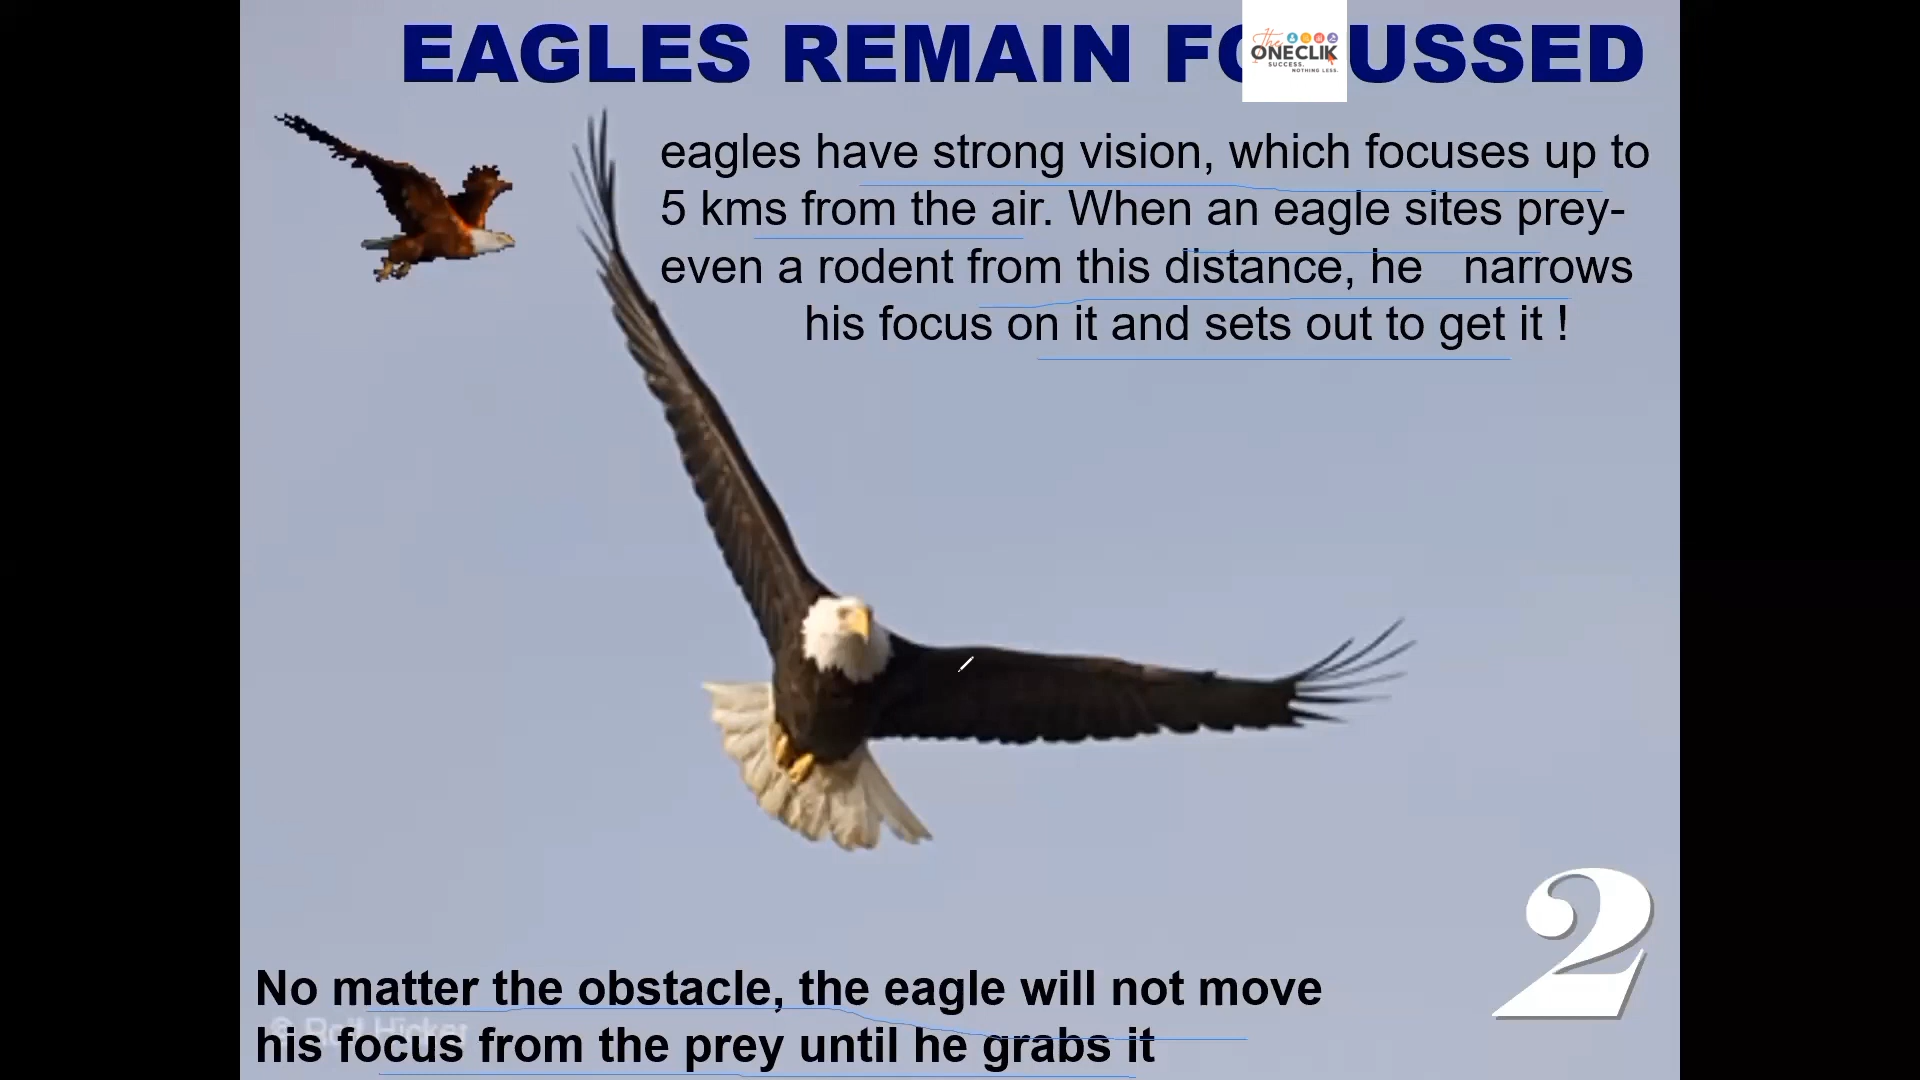 EAGLES REMAIN FOCUSSED
The
ONECLIK
SUCCESS.
NOTHING LESS.
eagles have strong vision, which focuses up to
5 kms from the air. When an eagle sites prey-
even a rodent from this distance, he narrows
his focus on it and sets out to get it !
2
No matter the obstacle, the eagle will not move
his focus from the prey until he grabs it